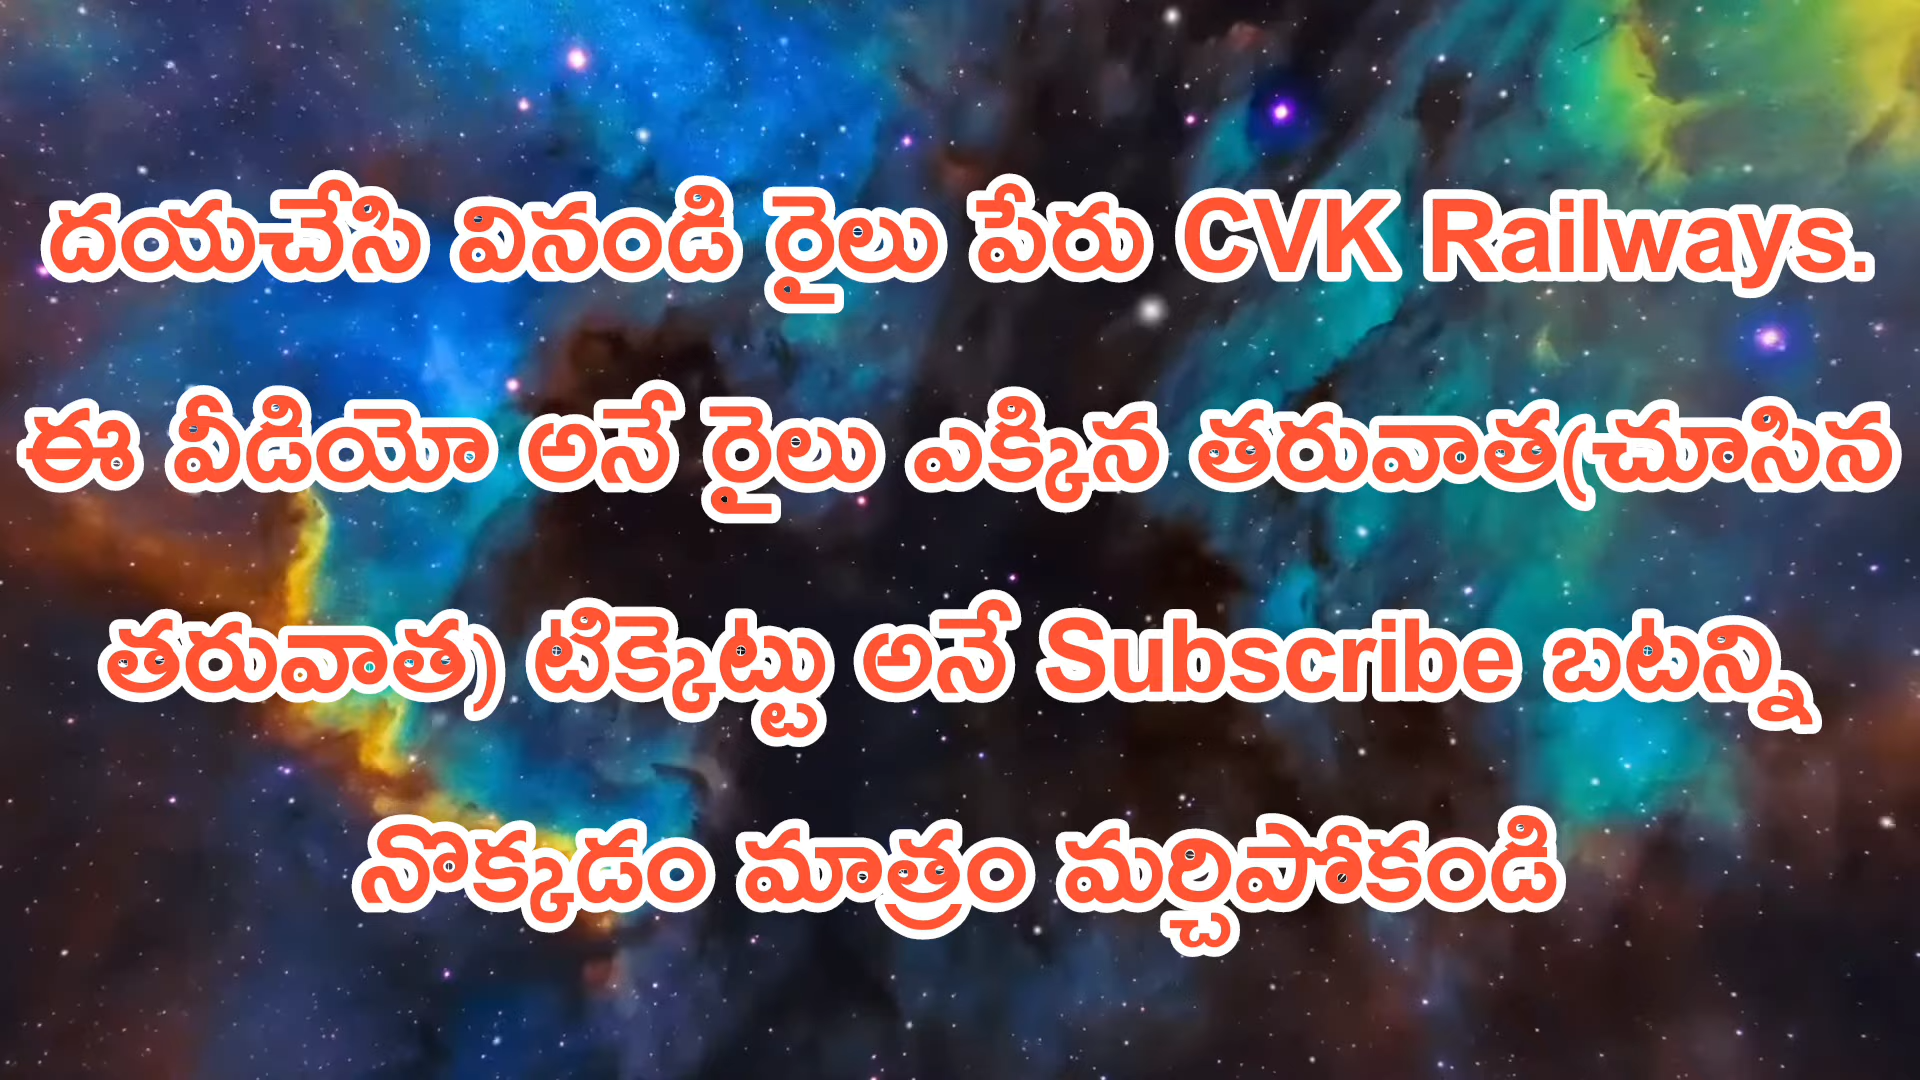 దయచేసి వినండి రైలు పేరు CVK Railways.
ఈ వీడియో అనే రైలు ఎక్కిన తరువాత(చూసిన
తరువాత) టిక్కెట్టు అనే Subscribe బటన్ని
నొక్కడం మాత్రం మర్చిపోకండి